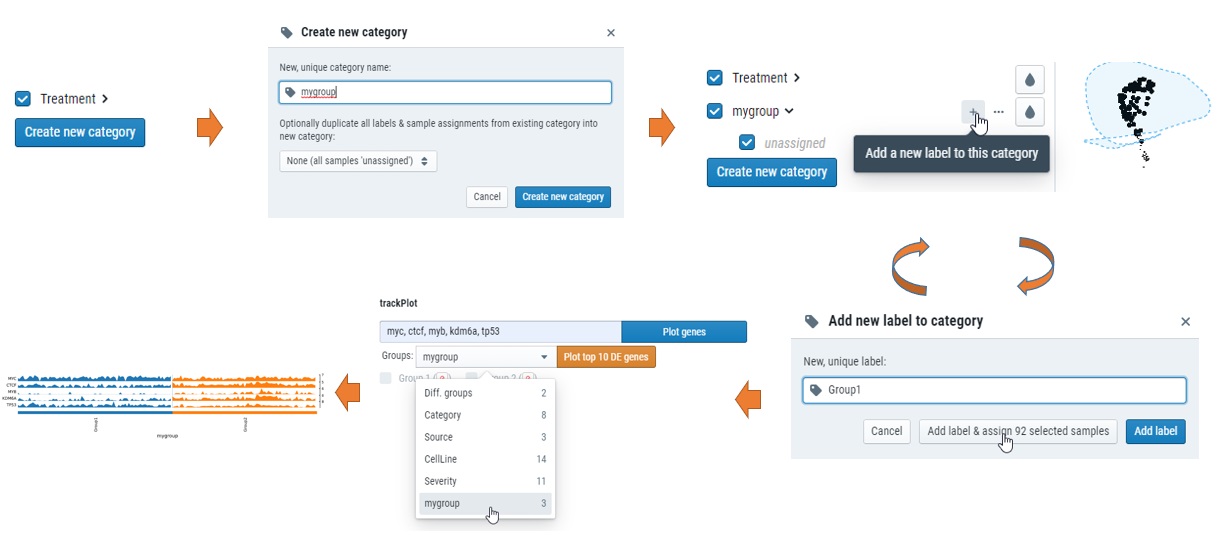 Treatment
Create new category
Create new category
New, unique category name:
mygroup
Optionally duplicate all labels & sample assignments from existing category into
new category:
None (all samples 'unassigned')
Cancel
Create new category
Treatment
mygroup
unassigned
Add a new label to this category
Create new category
Add new label to category
New, unique label:
Group1
Cancel
Add label & assign 92 selected samples
Add label
trackPlot
myc, ctcf, myb, kdm6a, tp53
Plot genes
Groups:
mygroup
Plot top 10 DE genes
Diff. groups 2
Category 8
Source 3
CellLine 14
Severity 11
mygroup 3
MYC
CTCF
MYB
KDM6A
TP53
Group1
Group2
mygroup